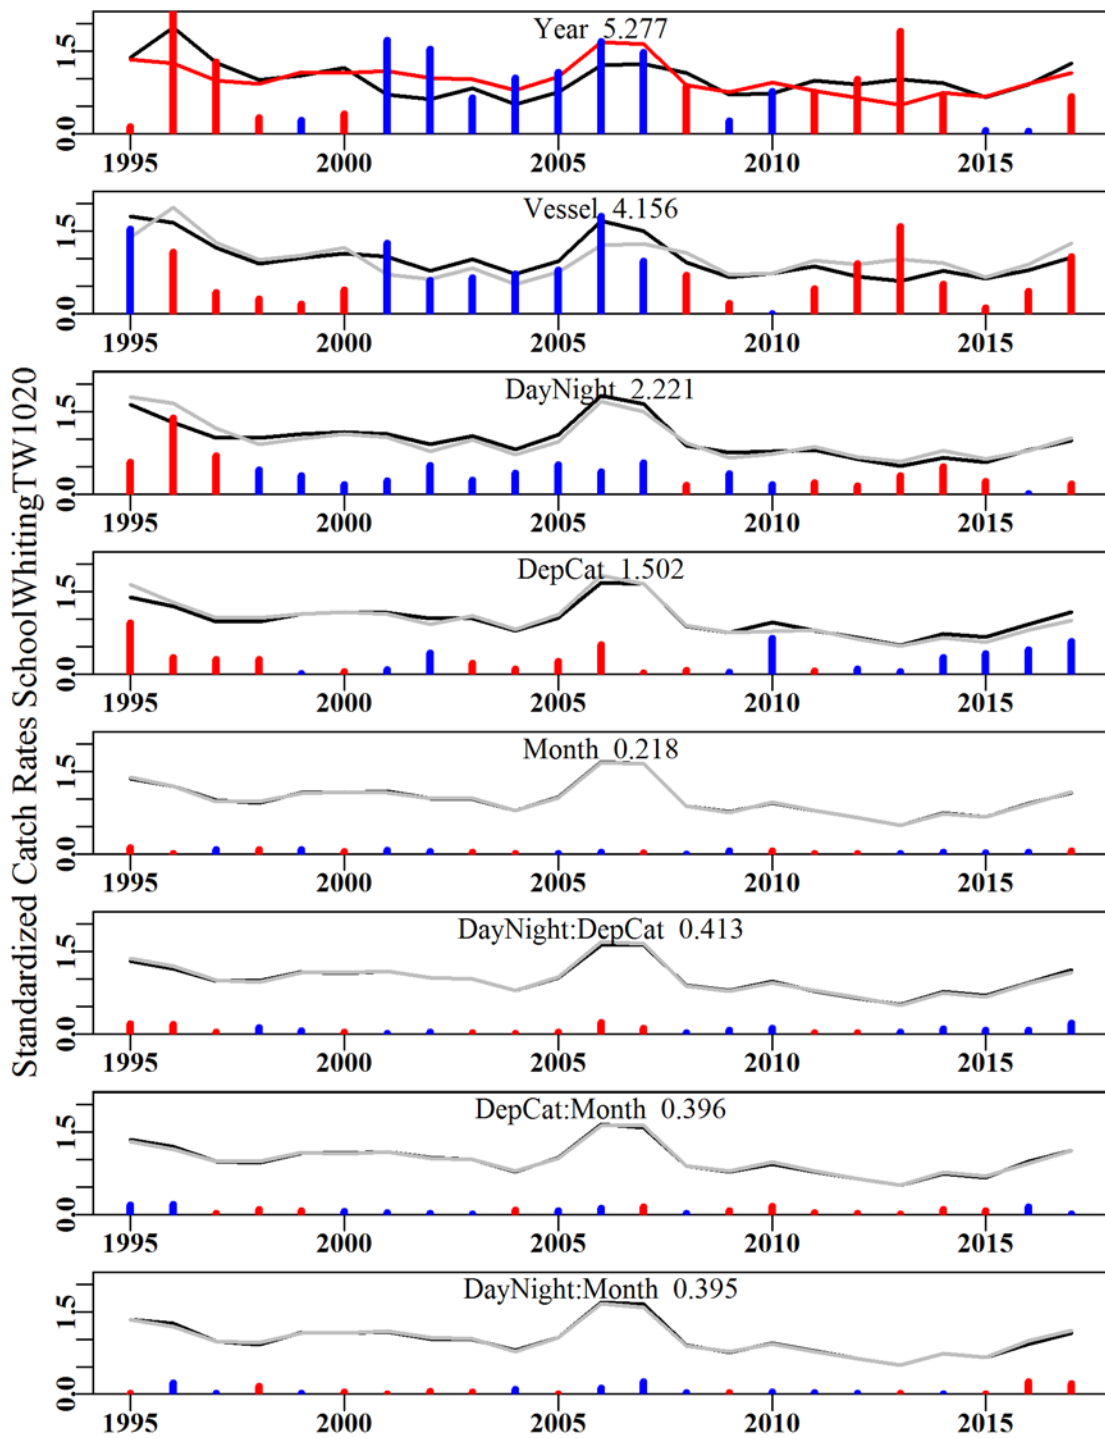 Standardized Catch Rates SchoolWhitingTW1020
Year 5.277
0.0 1.5
1995 2000 2005 2010 2015
Vessel 4.156
0.0 1.5
1995 2000 2005 2010 2015
DayNight 2.221
0.0 1.5
1995 2000 2005 2010 2015
DepCat 1.502
0.0 1.5
1995 2000 2005 2010 2015
Month 0.218
0.0 1.5
1995 2000 2005 2010 2015
DayNight:DepCat 0.413
0.0 1.5
1995 2000 2005 2010 2015
DepCat:Month 0.396
0.0 1.5
1995 2000 2005 2010 2015
DayNight:Month 0.395
0.0 1.5
1995 2000 2005 2010 2015